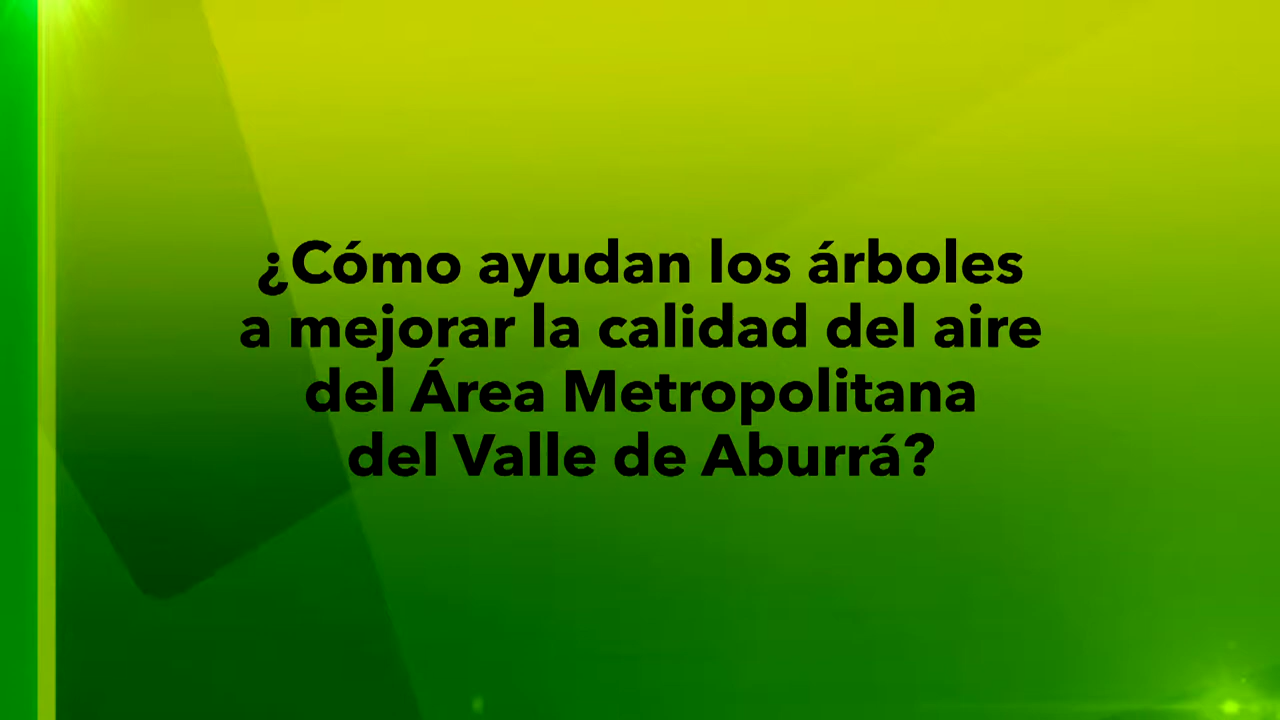 ¿Cómo ayudan los árboles
a mejorar la calidad del aire
del Área Metropolitana
del Valle de Aburrá?